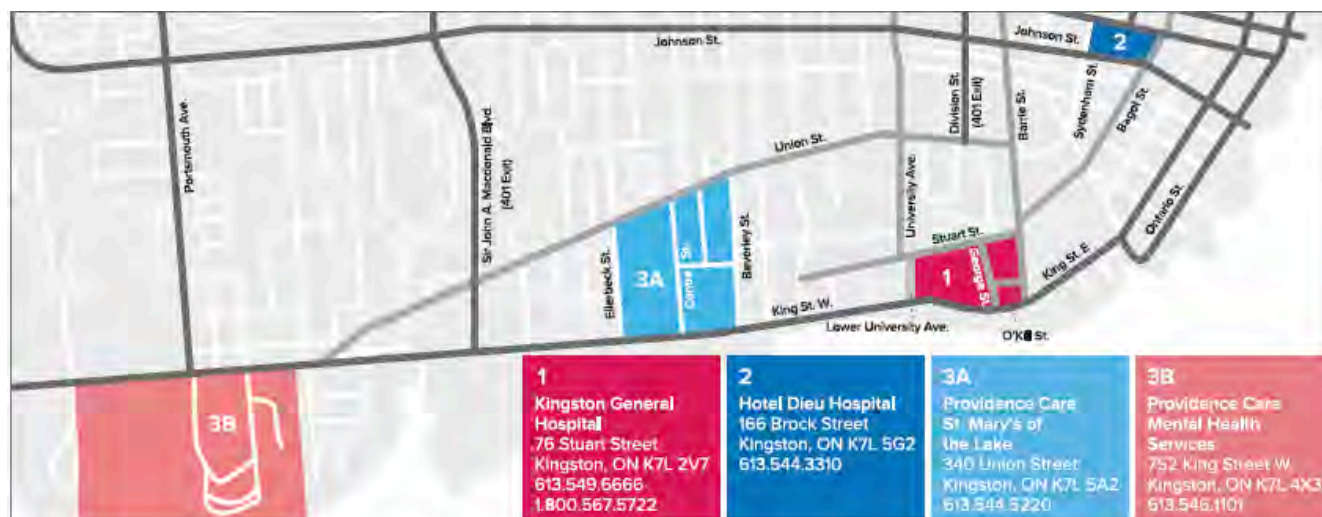 Johnson St.
Johnson St.
2
Portsmouth Ave.
Sir John A. Macdonald Blvd.
(401 Exit)
Union St.
University Ave.
Division St.
(401 Exit)
Barrie St.
Sydenham St.
Bagot St.
Ontario St.
Ellerbeck St.
3A
Centre St.
Beverley St.
Stuart St.
1
George St.
King St. E
King St. W.
Lower University Ave.
St.
3B
1
Kingston General
Hospital
76 Stuart Street
Kingston, ON K7L 2V7
613.549.6666
1.800.567.5722
2
Hotel Dieu Hospital
166 Brock Street
Kingston, ON K7L 5G2
613.544.3310
3A
Providence Care
St. Mary's of
the Lake
340 Union Street
Kingston, ON K7L 5A2
613.544.5220
3B
Providence Care
Mental Health
Services
752 King Street W.
Kingston, ON K7L 4X3
613.546.1101